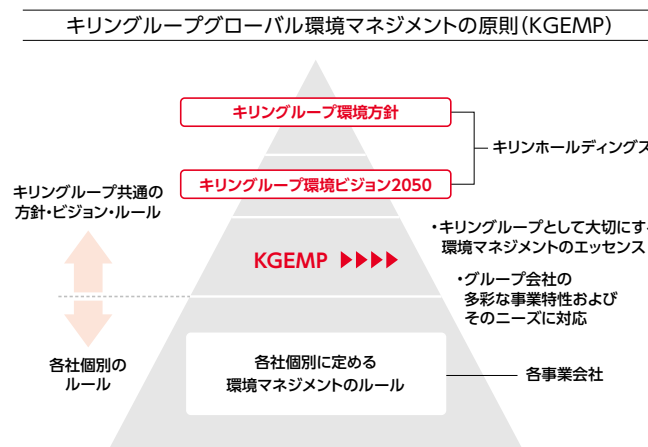 キリングループグローバル環境マネジメントの原則(KGEMP)
キリングループ環境方針
キリンホールディングス
キリングループ環境ビジョン2050
キリングループ共通の
方針・ビジョン・ルール
・キリングループとして大切にす
環境マネジメントのエッセンス
KGEMP
・グループ会社の
多彩な事業特性および
そのニーズに対応
各社個別の
ルール
各社個別に定める
環境マネジメントのルール
各事業会社